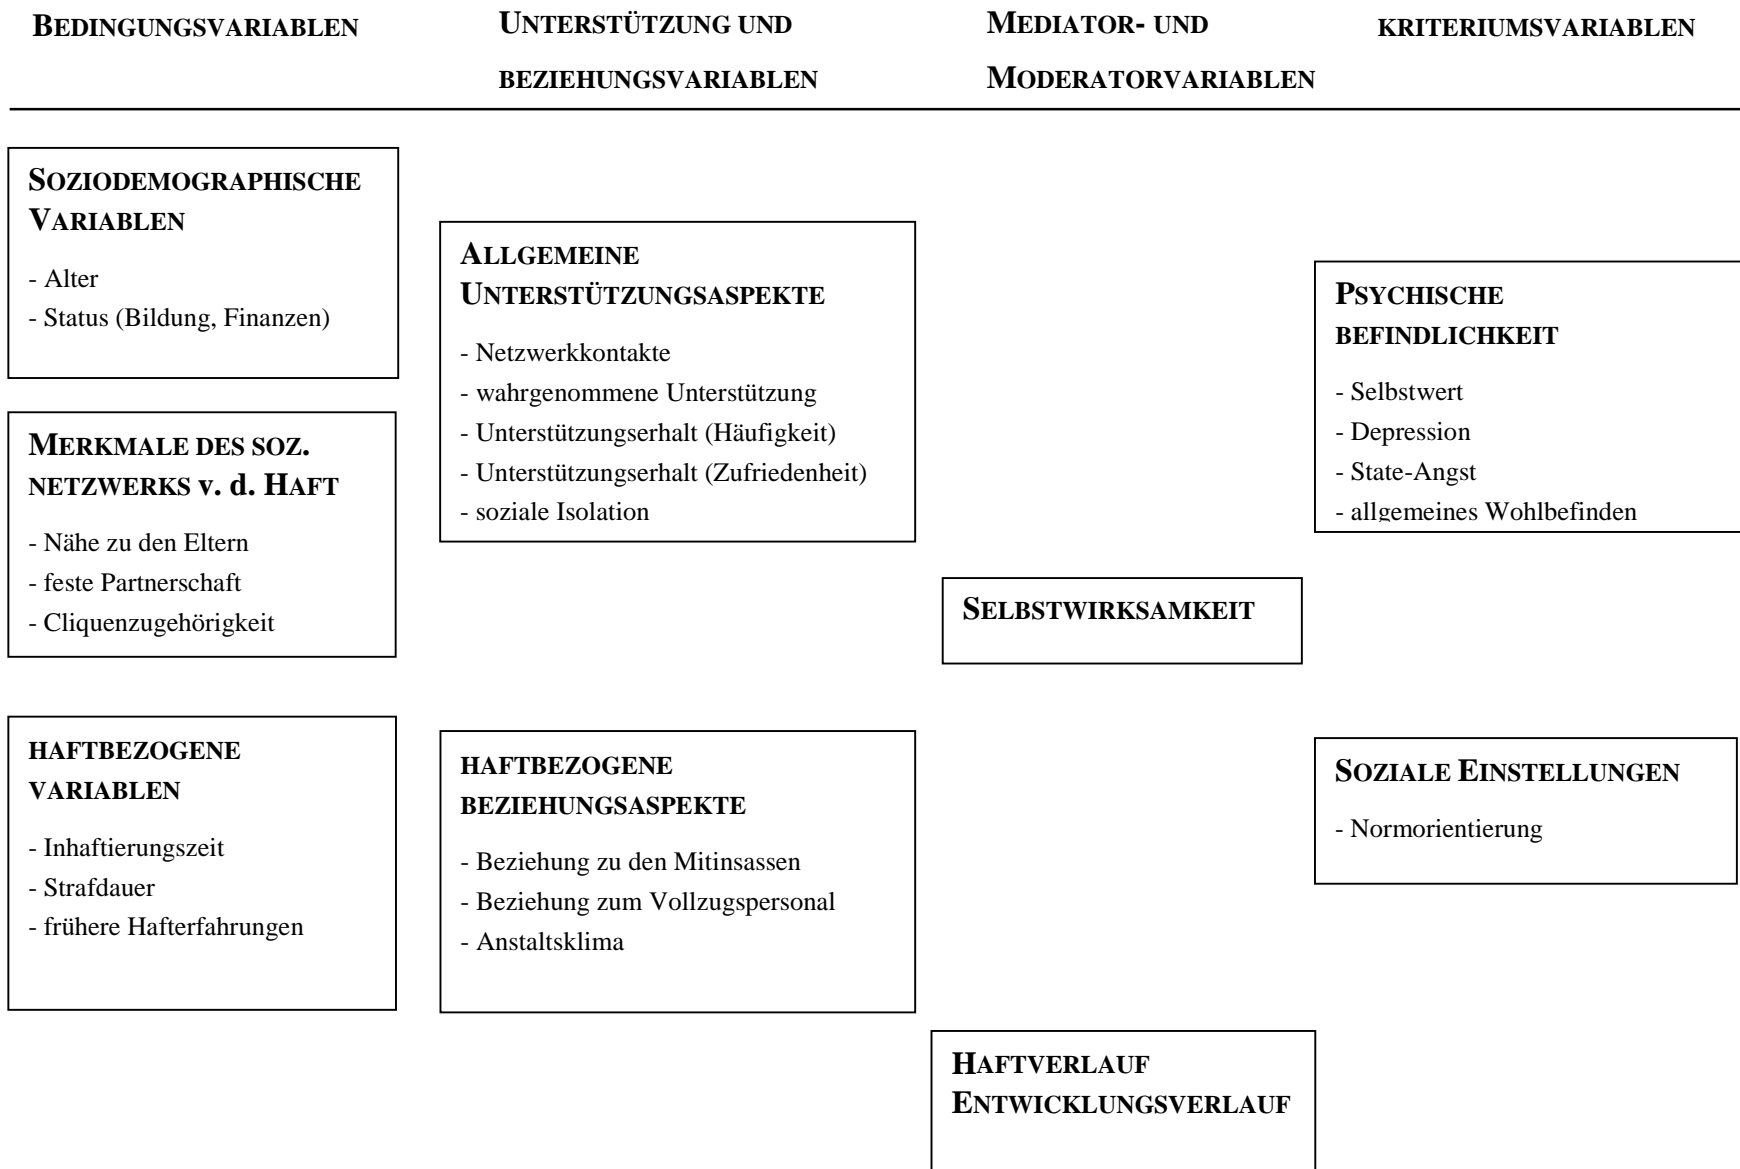 BEDINGUNGSVARIABLEN
UNTERSTÜTZUNG UND
BEZIEHUNGSVARIABLEN
MEDIATOR- UND
MODERATORVARIABLEN
KRITERIUMSVARIABLEN
SOZIODEMOGRAPHISCHE
VARIABLEN
- Alter
- Status (Bildung, Finanzen)
MERKMALE DES SOZ.
NETZWERKS v. d. HAFT
- Nähe zu den Eltern
- feste Partnerschaft
- Cliquenzugehörigkeit
HAFTBEZOGENE
VARIABLEN
- Inhaftierungszeit
- Strafdauer
- frühere Hafterfahrungen
ALLGEMEINE
UNTERSTÜTZUNGSASPEKTE
- Netzwerkkontakte
- wahrgenommene Unterstützung
- Unterstützungserhalt (Häufigkeit)
- Unterstützungserhalt (Zufriedenheit)
- soziale Isolation
HAFTBEZOGENE
BEZIEHUNGSASPEKTE
- Beziehung zu den Mitinsassen
- Beziehung zum Vollzugspersonal
- Anstaltsklima
SELBSTWIRKSAMKEIT
HAFTVERLAUF
ENTWICKLUNGSVERLAUF
PSYCHISCHE
BEFINDLICHKEIT
- Selbstwert
- Depression
- State-Angst
- allgemeines Wohlbefinden
SOZIALE EINSTELLUNGEN
- Normorientierung